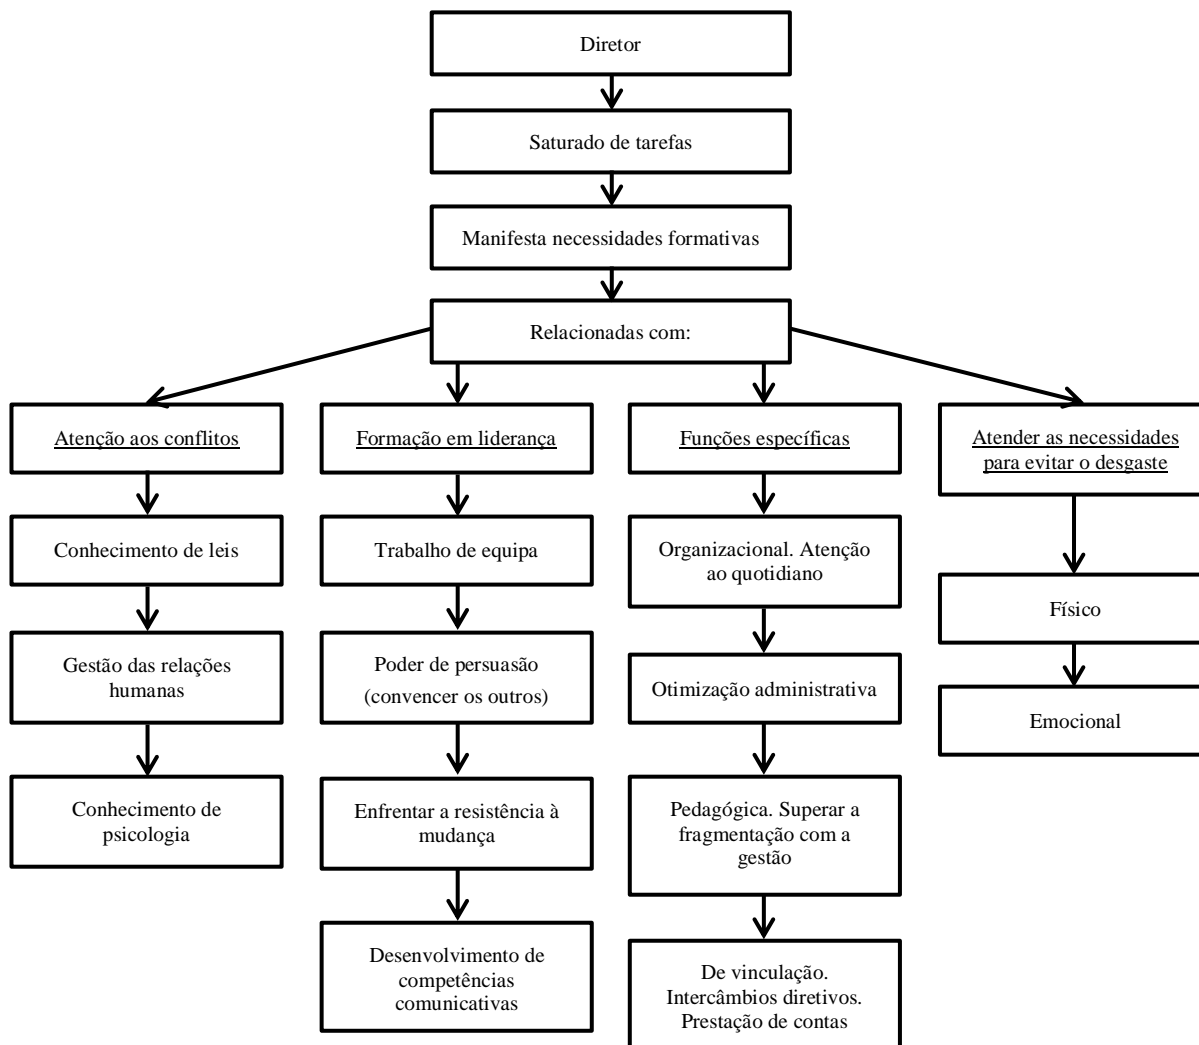 Diretor
Saturado de tarefas
Manifesta necessidades formativas
Relacionadas com:
Atenção aos conflitos
Conhecimento de leis
Gestão das relações
humanas
Conhecimento de
psicologia
Formação em liderança
Trabalho de equipa
Poder de persuasão
(convencer os outros)
Enfrentar a resistência à
mudança
Desenvolvimento de
competências
comunicativas
Funções específicas
Organizacional. Atenção
ao quotidiano
Otimização administrativa
Pedagógica. Superar a
fragmentação com a
gestão
De vinculação.
Intercâmbios diretivos.
Prestação de contas
Atender as necessidades
para evitar o desgaste
Físico
Emocional